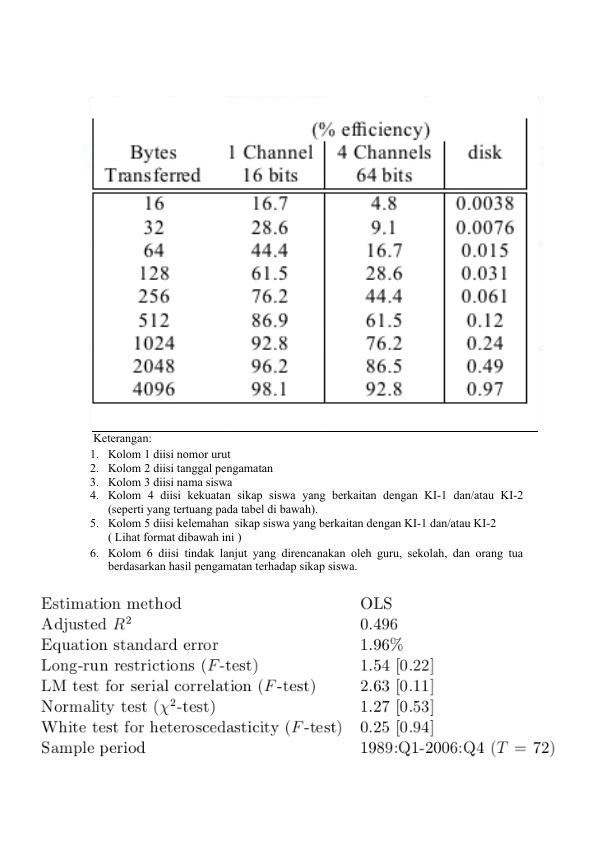 (% efficiency)
Bytes 1 Channel 4 Channels disk
Transferred 16 bits 64 bits
16 16.7 4.8 0.0038
32 28.6 9.1 0.0076
64 44.4 16.7 0.015
128 61.5 28.6 0.031
256 76.2 44.4 0.061
512 86.9 61.5 0.12
1024 92.8 76.2 0.24
2048 96.2 86.5 0.49
4096 98.1 92.8 0.97
Keterangan:
1. Kolom 1 diisi nomor urut
2. Kolom 2 diisi tanggal pengamatan
3. Kolom 3 diisi nama siswa
4. Kolom 4 diisi kekuatan sikap siswa yang berkaitan dengan KI-1 dan/atau KI-2
(seperti yang tertuang pada tabel di bawah).
5. Kolom 5 diisi kelemahan sikap siswa yang berkaitan dengan KI-1 dan/atau KI-2
( Lihat format dibawah ini )
6. Kolom 6 diisi tindak lanjut yang direncanakan oleh guru, sekolah, dan orang tua
berdasarkan hasil pengamatan terhadap sikap siswa.
Estimation method OLS
Adjusted R² 0.496
Equation standard error 1.96%
Long-run restrictions (F-test) 1.54 [0.22]
LM test for serial correlation (F-test) 2.63 [0.11]
Normality test (χ²-test) 1.27 [0.53]
White test for heteroscedasticity (F-test) 0.25 [0.94]
Sample period 1989:Q1-2006:Q4 (T = 72)